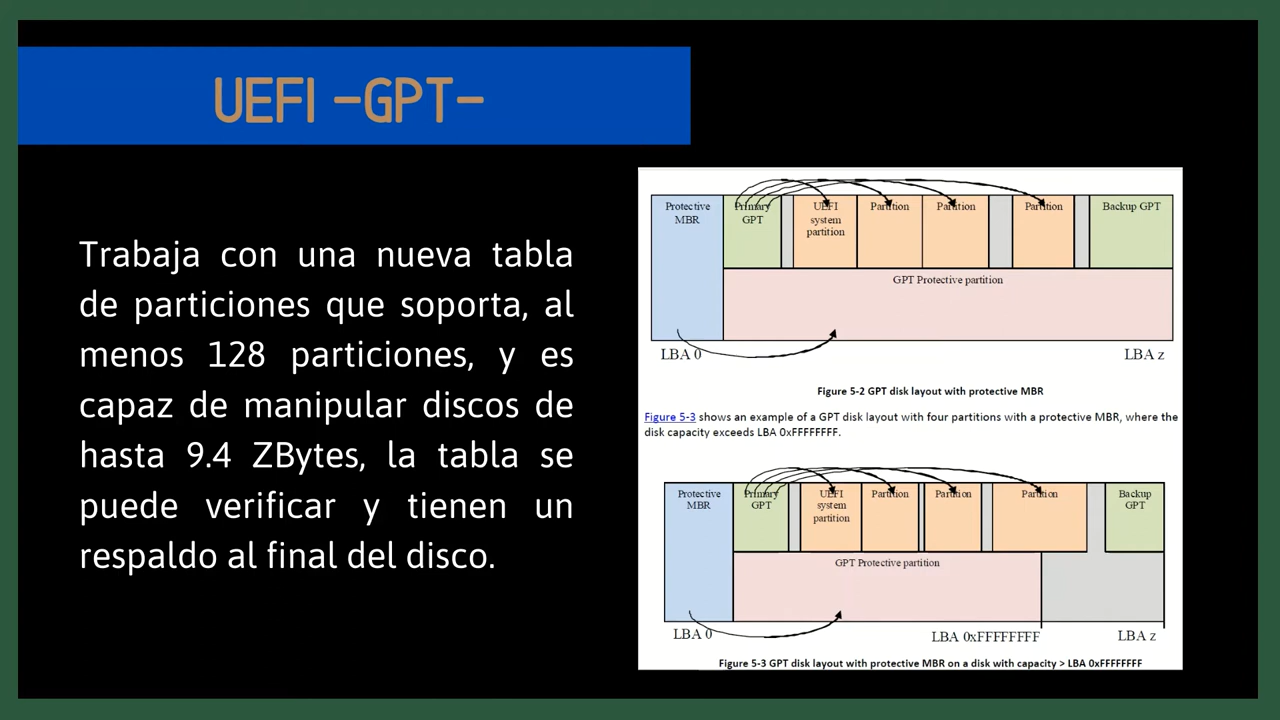 UEFI -GPT-
Trabaja con una nueva tabla
de particiones que soporta, al
menos 128 particiones, y es
capaz de manipular discos de
hasta 9.4 ZBytes, la tabla se
puede verificar y tienen un
respaldo al final del disco.
Protective
MBR
Primary
GPT
UEFI
system
partition
Partition
Partition
Partition
Backup GPT
GPT Protective partition
LBA 0
LBA z
Figure 5-2 GPT disk layout with protective MBR
Figure 5-3 shows an example of a GPT disk layout with four partitions with a protective MBR, where the
disk capacity exceeds LBA 0xFFFFFFFF.
Protective
MBR
Primary
GPT
UEFI
system
partition
Partition
Partition
Partition
Backup
GPT
GPT Protective partition
LBA 0
LBA 0xFFFFFFFF
LBA z
Figure 5-3 GPT disk layout with protective MBR on a disk with capacity > LBA 0xFFFFFFFF